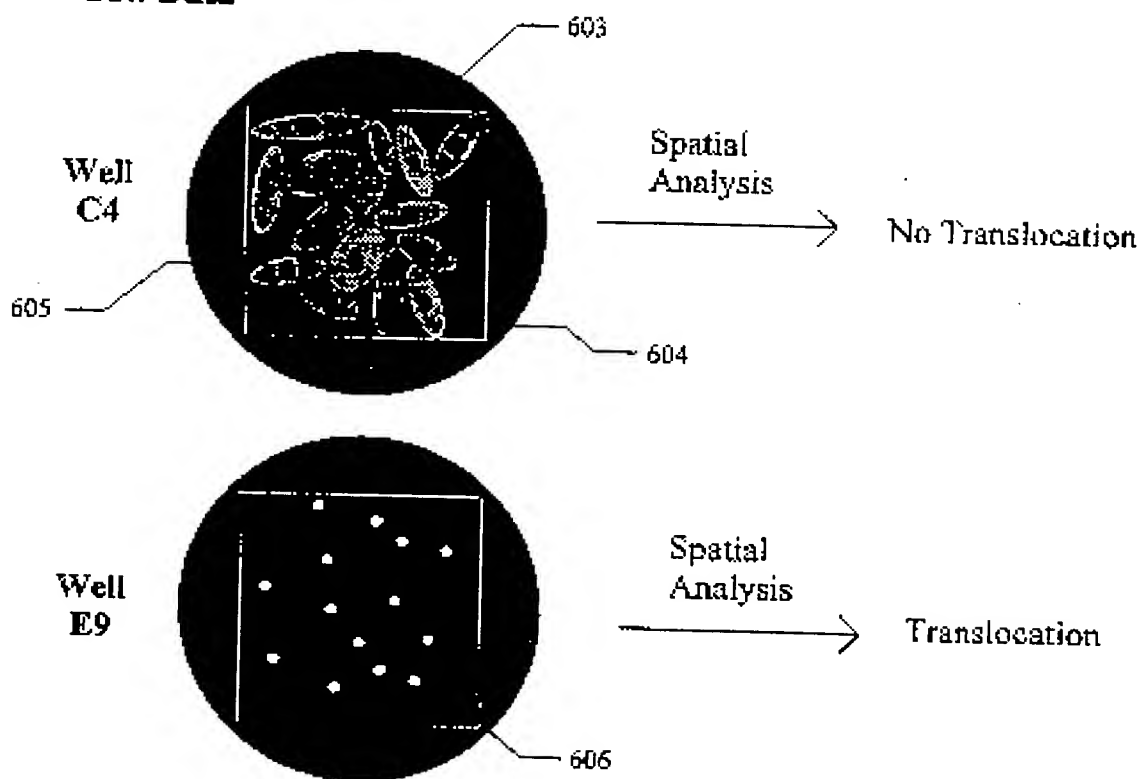 603
Well
C4
Spatial
Analysis
No Translocation
605
604
Well
E9
Spatial
Analysis
Translocation
606